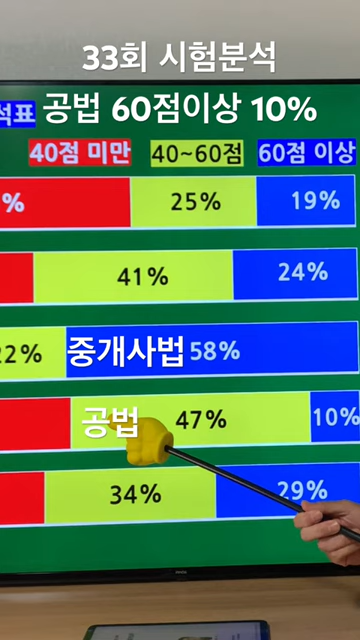 33회 시험분석
석표 공법 60점이상 10%
40점 미만 40~60점 60점 이상
% 25% 19%
41% 24%
22% 중개사법 58%
공법 47% 10%
34% 29%